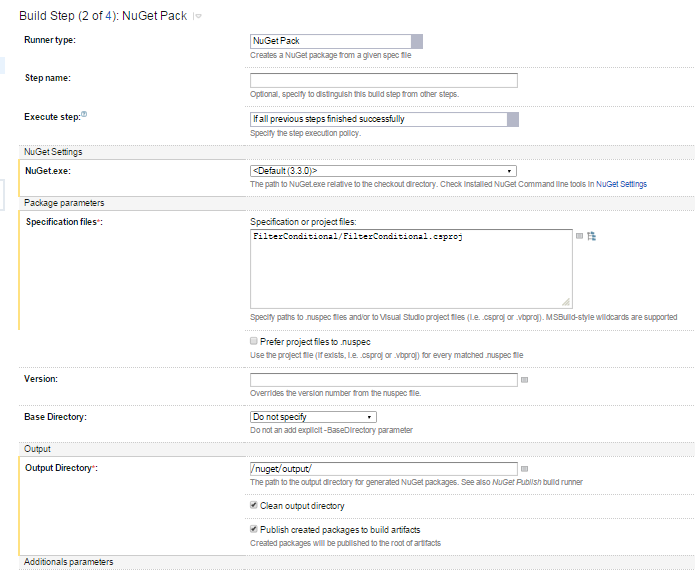 Build Step (2 of 4): NuGet Pack
Runner type: NuGet Pack
Creates a NuGet package from a given spec file
Step name:
Optional, specify to distinguish this build step from other steps.
Execute step: If all previous steps finished successfully
Specify the step execution policy.
NuGet Settings
NuGet.exe: <Default (3.3.0)>
The path to NuGet.exe relative to the checkout directory. Check installed NuGet Command line tools in NuGet Settings
Package parameters
Specification files*: Specification or project files:
FilterConditional/FilterConditional.csproj
Specify paths to .nuspec files and/or to Visual Studio project files (i.e. .csproj or .vbproj). MSBuild-style wildcards are supported
Prefer project files to .nuspec
Use the project file (if exists, i.e. .csproj or .vbproj) for every matched .nuspec file
Version:
Overrides the version number from the nuspec file.
Base Directory: Do not specify
Do not an add explicit -BaseDirectory parameter
Output
Output Directory*: /nuget/output/
The path to the output directory for generated NuGet packages. See also NuGet Publish build runner
Clean output directory
Publish created packages to build artifacts
Created packages will be published to the root of artifacts
Additionals parameters